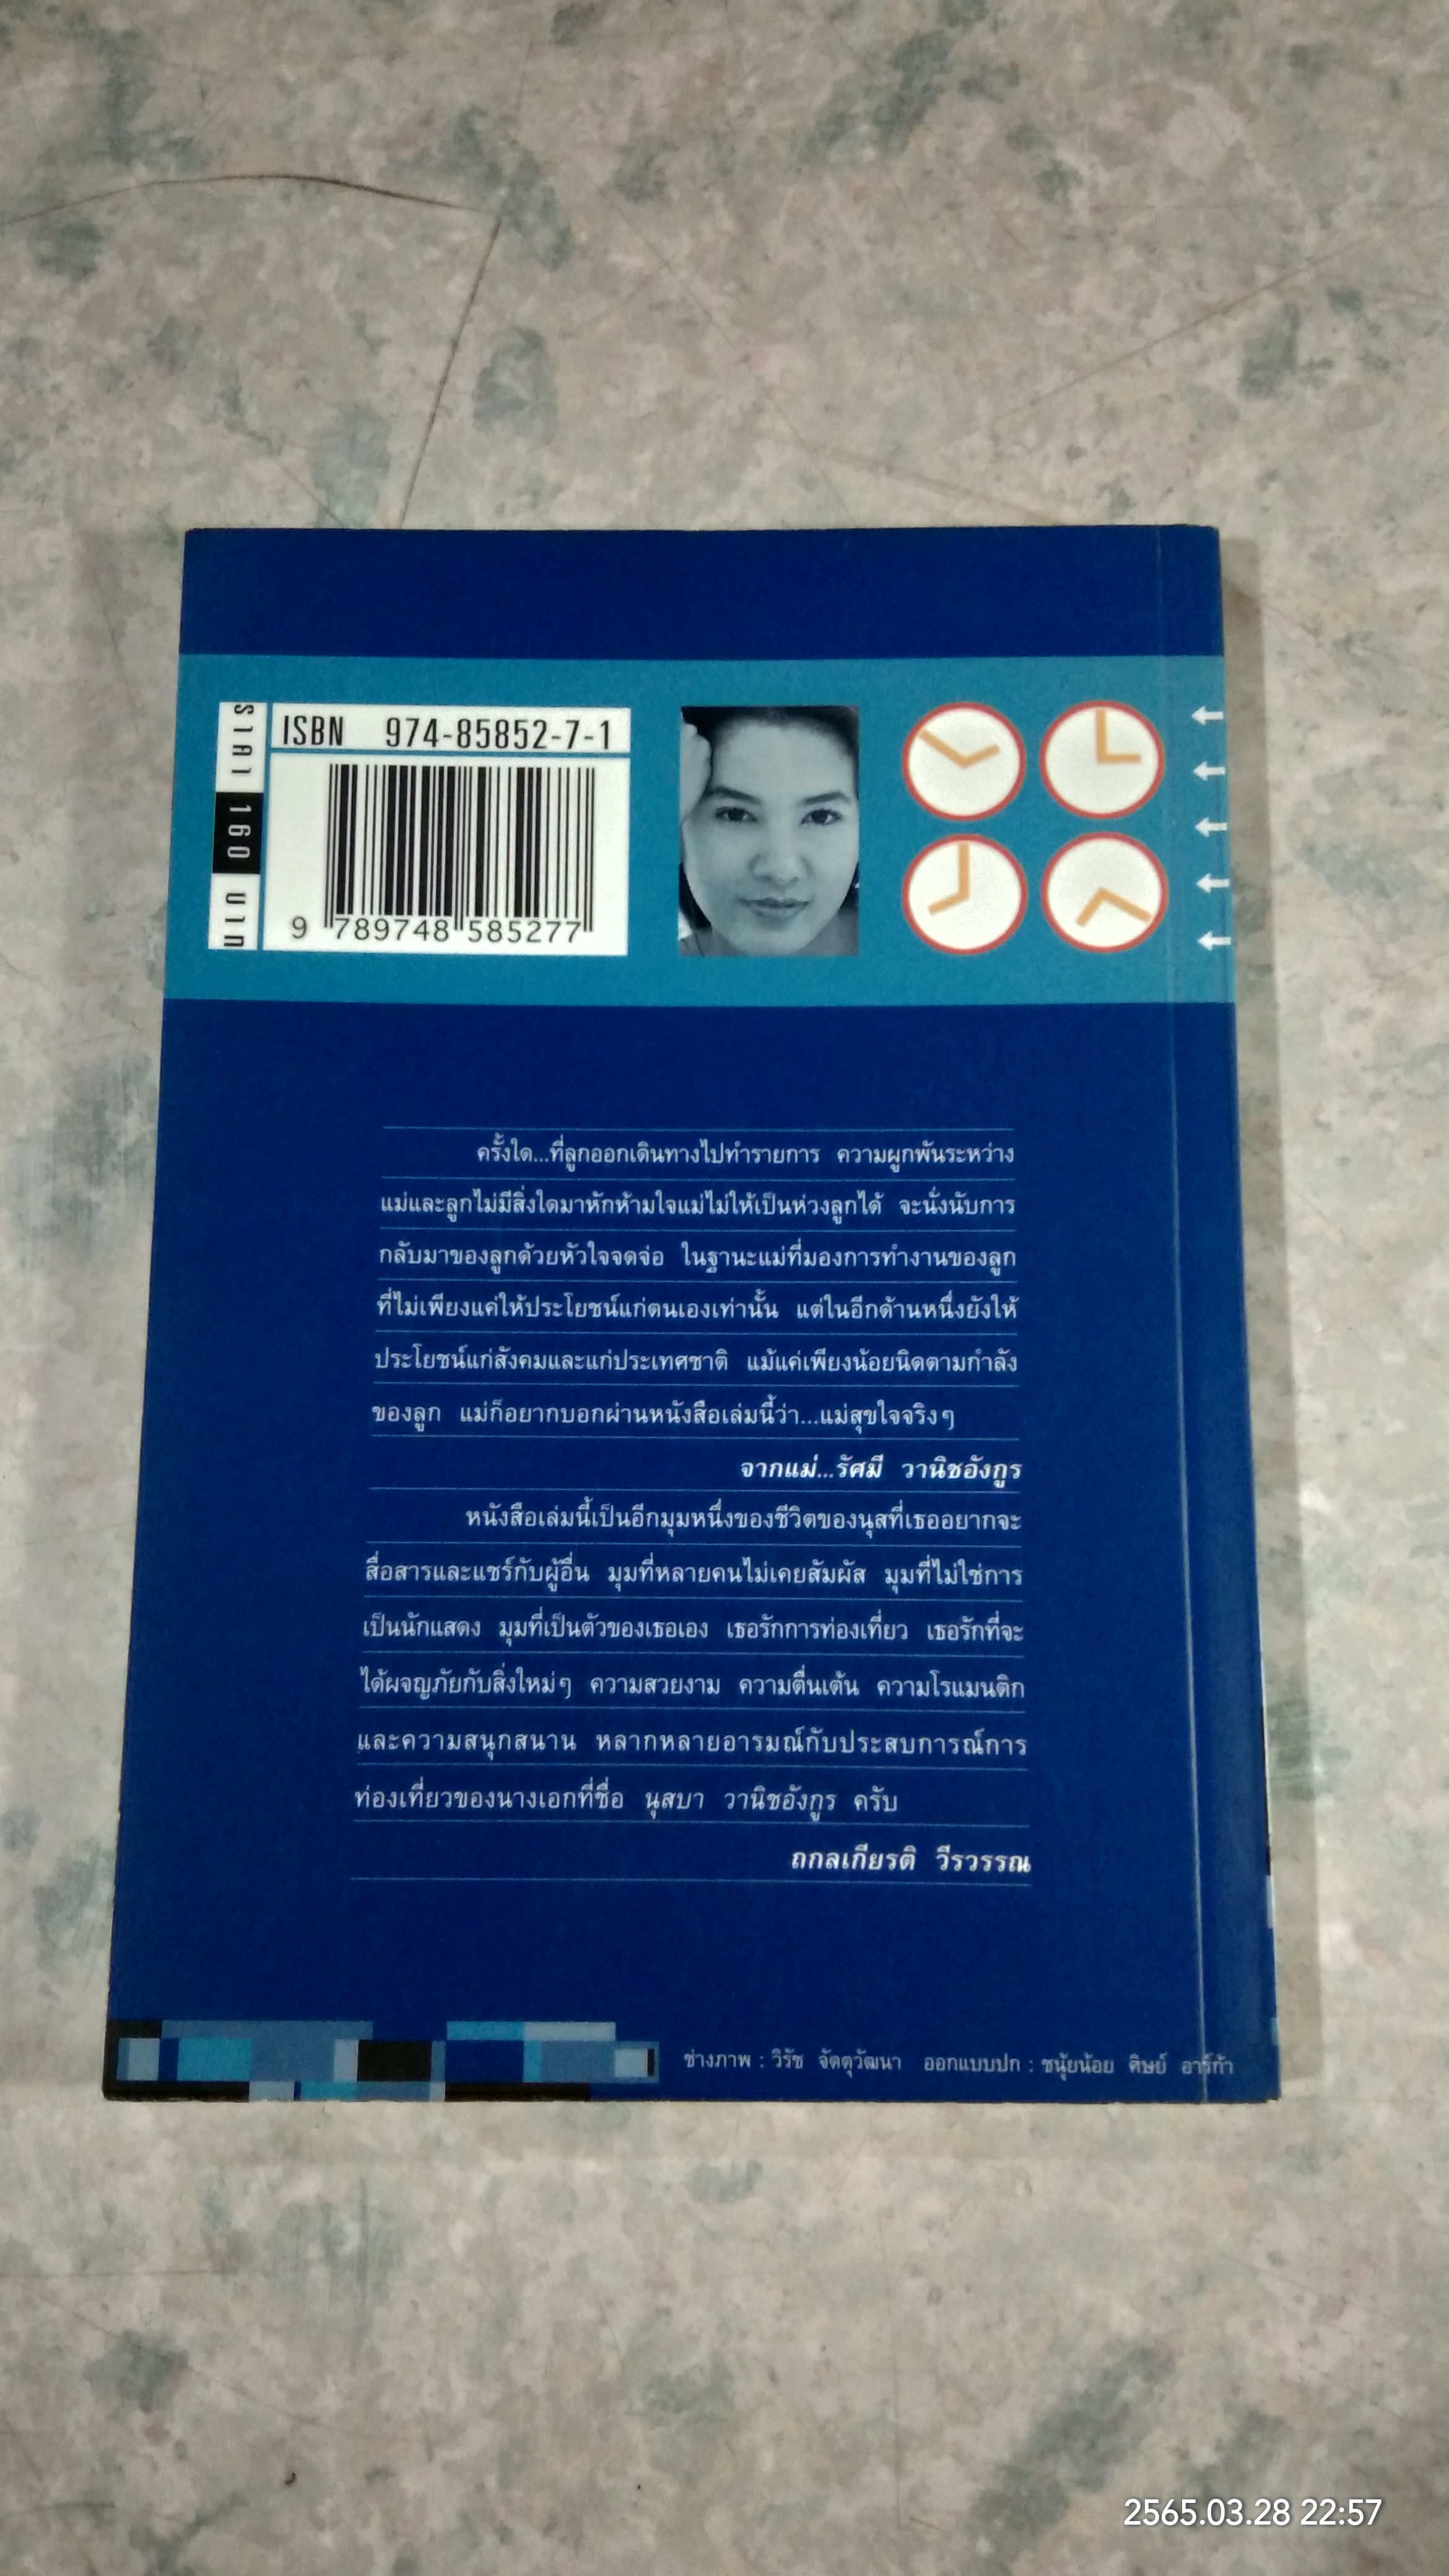 ราคา 160 บาท
ISBN 974-85852-7-1
9 789748 585277
ครั้งใด...ที่ลูกออกเดินทางไปทำรายการ ความผูกพันระหว่าง
แม่และลูกไม่มีสิ่งใดมาหักห้ามใจแม่ไม่ให้เป็นห่วงลูกได้ จะนั่งนับการ
กลับมาของลูกด้วยหัวใจจดจ่อ ในฐานะแม่ที่มองการทำงานของลูก
ที่ไม่เพียงแค่ให้ประโยชน์แก่ตนเองเท่านั้น แต่ในอีกด้านหนึ่งยังให้
ประโยชน์แก่สังคมและแก่ประเทศชาติ แม้แค่เพียงน้อยนิดตามกำลัง
ของลูก แม่ก็อยากบอกผ่านหนังสือเล่มนี้ว่า...แม่สุขใจจริงๆ
จากแม่...รัศมี วานิชอังกูร
หนังสือเล่มนี้เป็นอีกมุมหนึ่งของชีวิตของนุสที่เธออยากจะ
สื่อสารและแชร์กับผู้อื่น มุมที่หลายคนไม่เคยสัมผัส มุมที่ไม่ใช่การ
เป็นนักแสดง มุมที่เป็นตัวของเธอเอง เธอรักการท่องเที่ยว เธอรักที่จะ
ได้ผจญภัยกับสิ่งใหม่ๆ ความสวยงาม ความตื่นเต้น ความโรแมนติก
และความสนุกสนาน หลากหลายอารมณ์กับประสบการณ์การ
ท่องเที่ยวของนางเอกที่ชื่อ นุสบา วานิชอังกูร ครับ
ถกลเกียรติ วีรวรรณ
ช่างภาพ : วิรัช จัตตุวัฒนา ออกแบบปก : ชนุ้ยน้อย ศิษย์ อาร์ก้า
2565.03.28 22:57